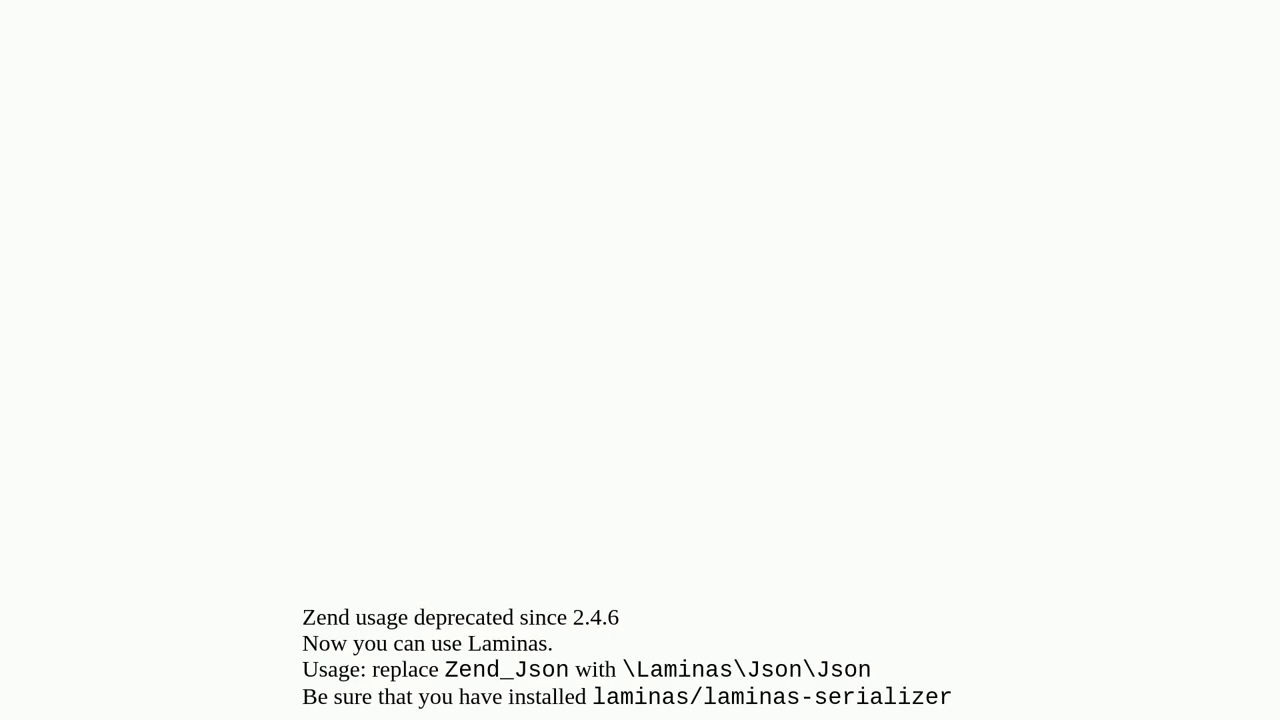 Zend usage deprecated since 2.4.6
Now you can use Laminas.
Usage: replace Zend_Json with \Laminas\Json\Json
Be sure that you have installed laminas/laminas-serializer